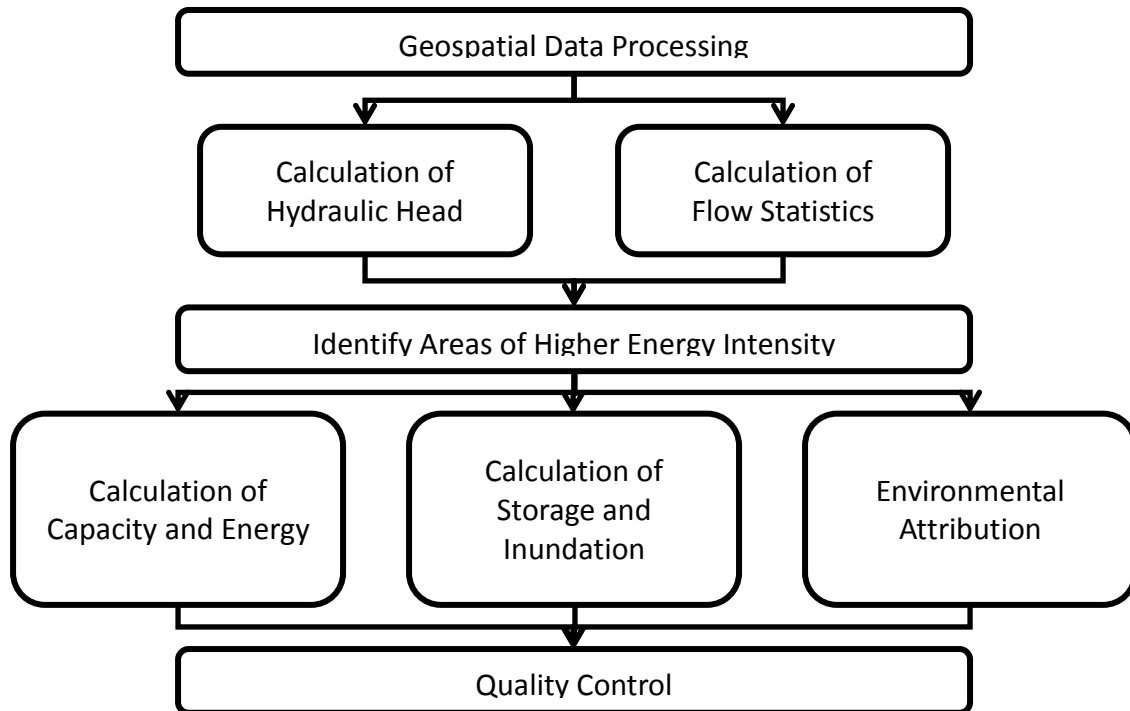 Geospatial Data Processing
Calculation of
Hydraulic Head
Calculation of
Flow Statistics
Identify Areas of Higher Energy Intensity
Calculation of
Capacity and Energy
Calculation of
Storage and
Inundation
Environmental
Attribution
Quality Control